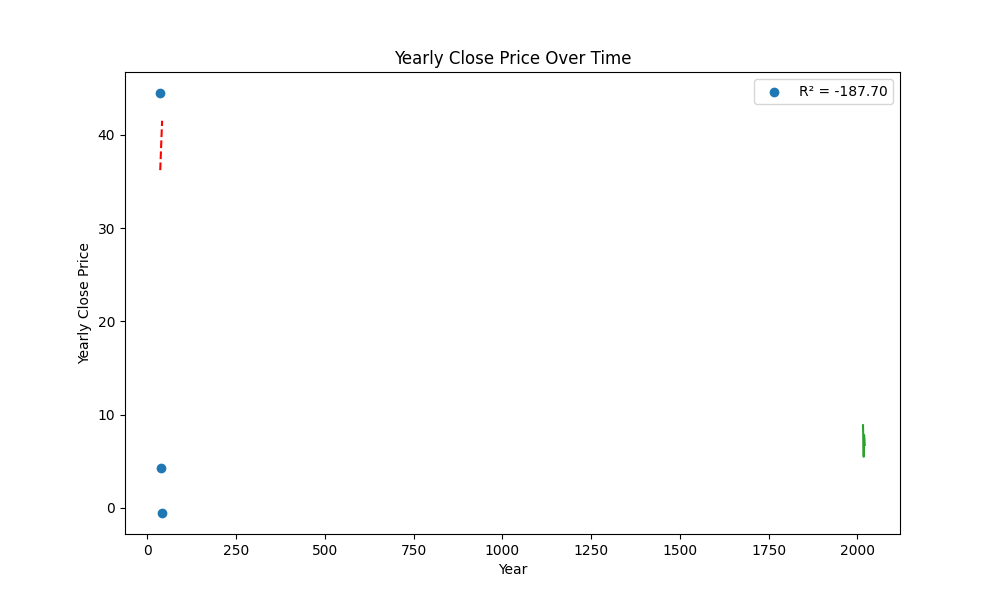 Yearly Close Price Over Time
R² = -187.70
40
30
20
10
0
Yearly Close Price
0 250 500 750 1000 1250 1500 1750 2000
Year